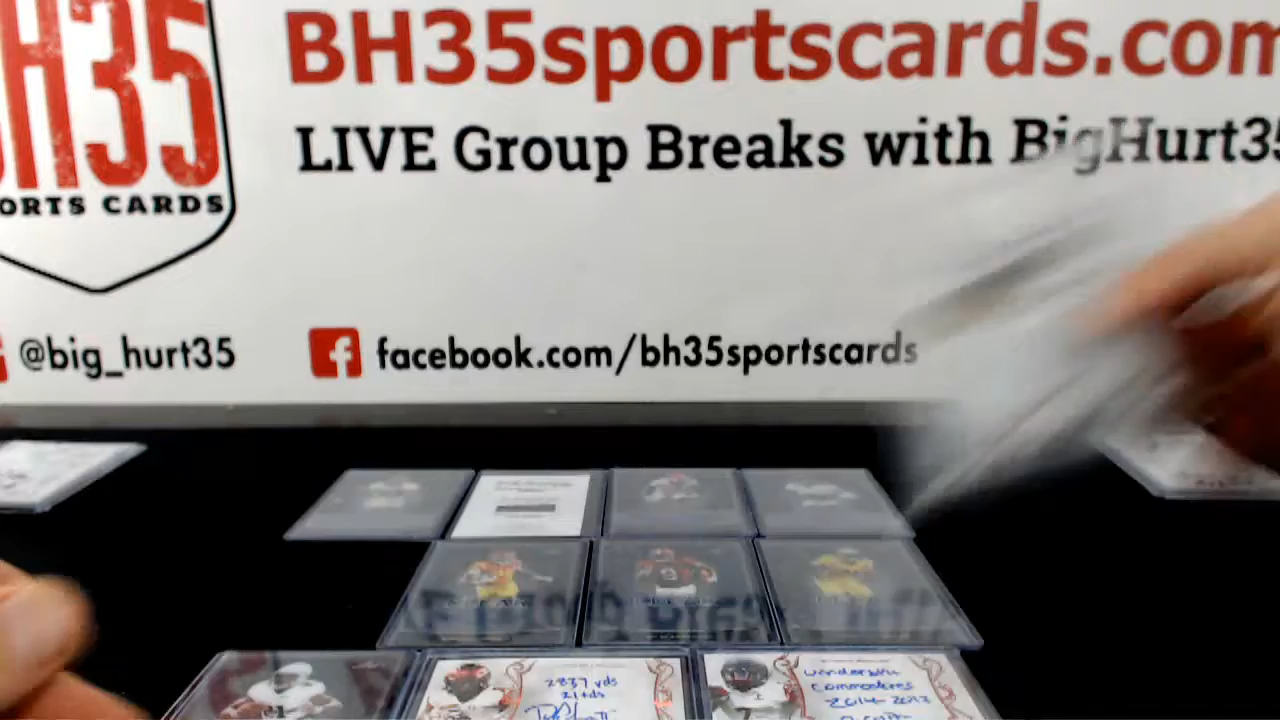 BH35
BH35sportscards.com
LIVE Group Breaks with BigHurt35
ORTS CARDS
@big_hurt35
facebook.com/bh35sportscards
2837 yds
21 tds
Vanderbilt
Commodores
2014-2017